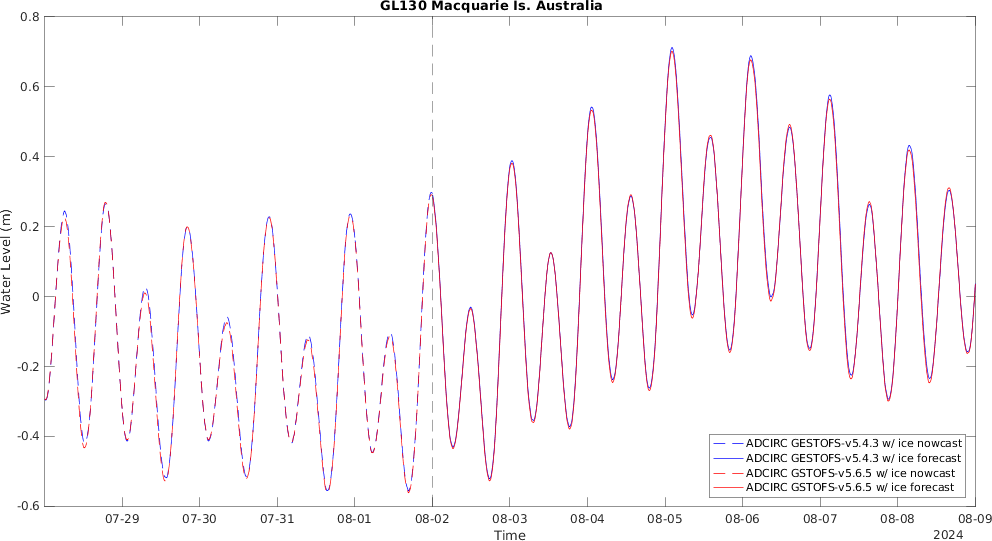 GL130 Macquarie Is. Australia
Water Level (m)
0.8
0.6
0.4
0.2
0
-0.2
-0.4
-0.6
07-29 07-30 07-31 08-01 08-02 08-03 08-04 08-05 08-06 08-07 08-08 08-09
Time
2024
ADCIRC GESTOFS-v5.4.3 w/ ice nowcast
ADCIRC GESTOFS-v5.4.3 w/ ice forecast
ADCIRC GSTOFS-v5.6.5 w/ ice nowcast
ADCIRC GSTOFS-v5.6.5 w/ ice forecast